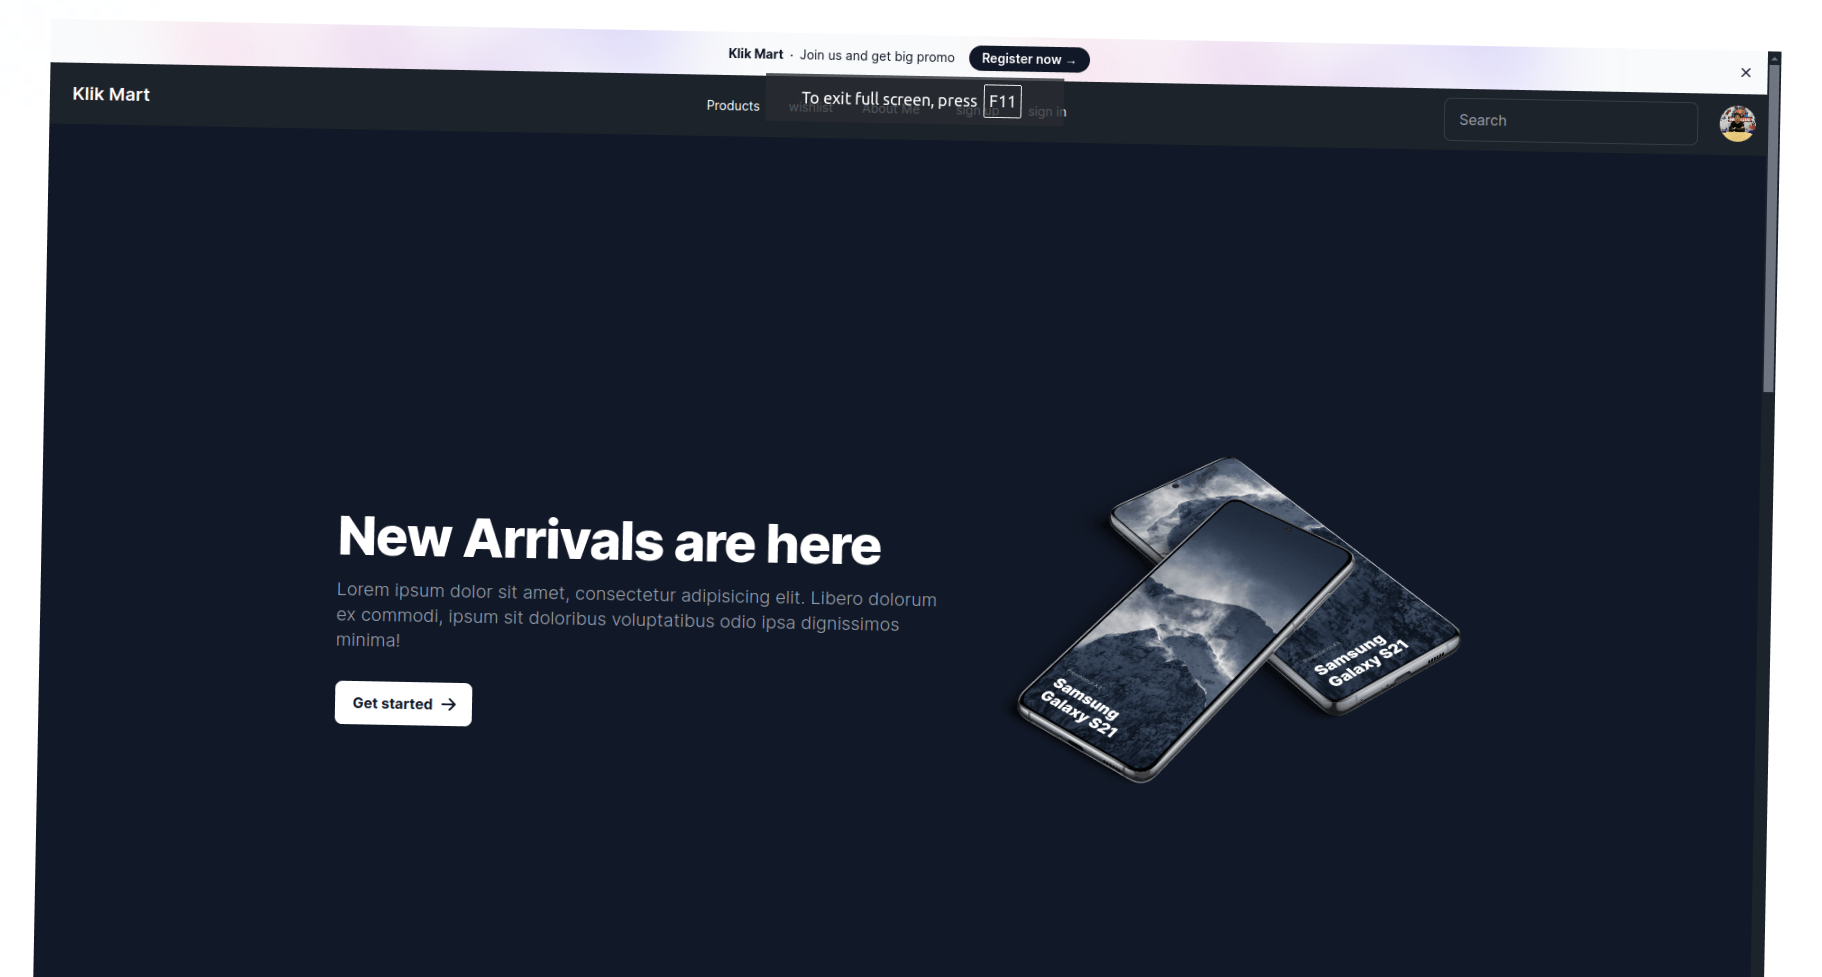 Klik Mart · Join us and get big promo Register now →
Klik Mart
Products wishlist About Me sign up sign in
To exit full screen, press F11
Search
New Arrivals are here
Lorem ipsum dolor sit amet, consectetur adipisicing elit. Libero dolorum
ex commodi, ipsum sit doloribus voluptatibus odio ipsa dignissimos
minima!
Get started →
Samsung
Galaxy S21
Samsung
Galaxy S21